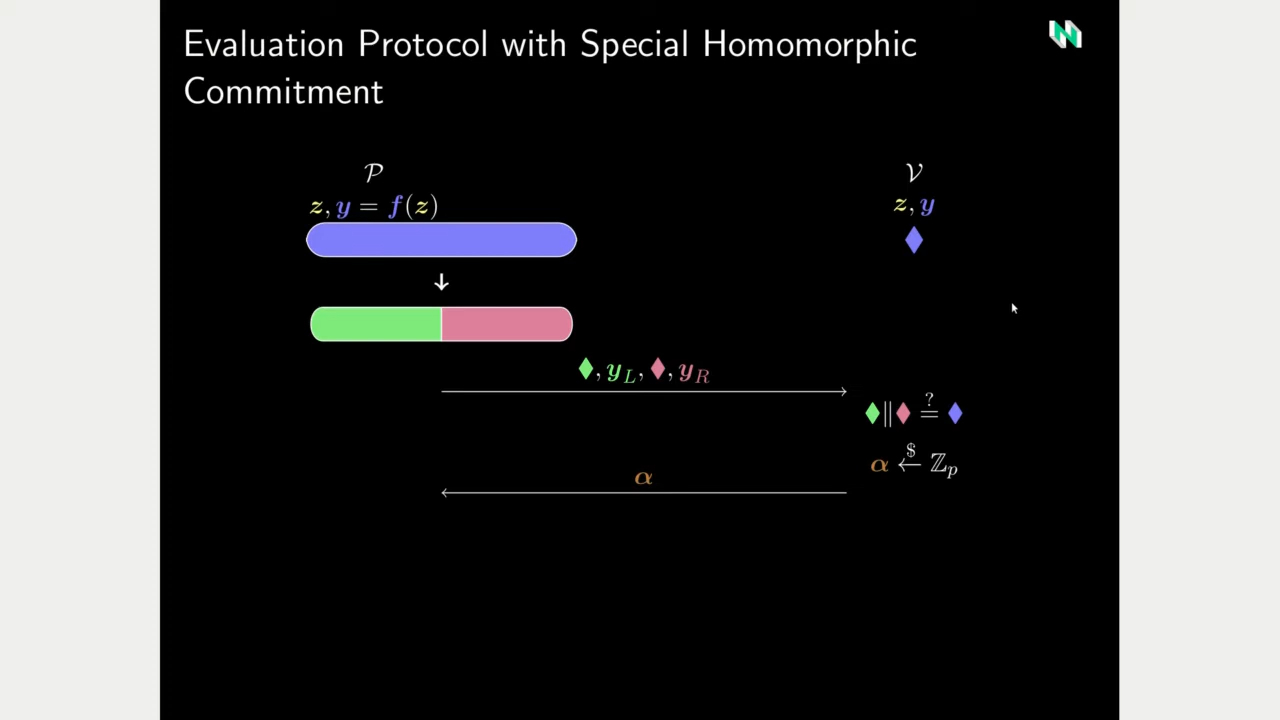 Evaluation Protocol with Special Homomorphic
Commitment
𝒫
𝒱
z, y = f(z)
z, y
♦, y_L, ♦, y_R
♦‖♦ ≟ ♦
α ←$ ℤ_p
α